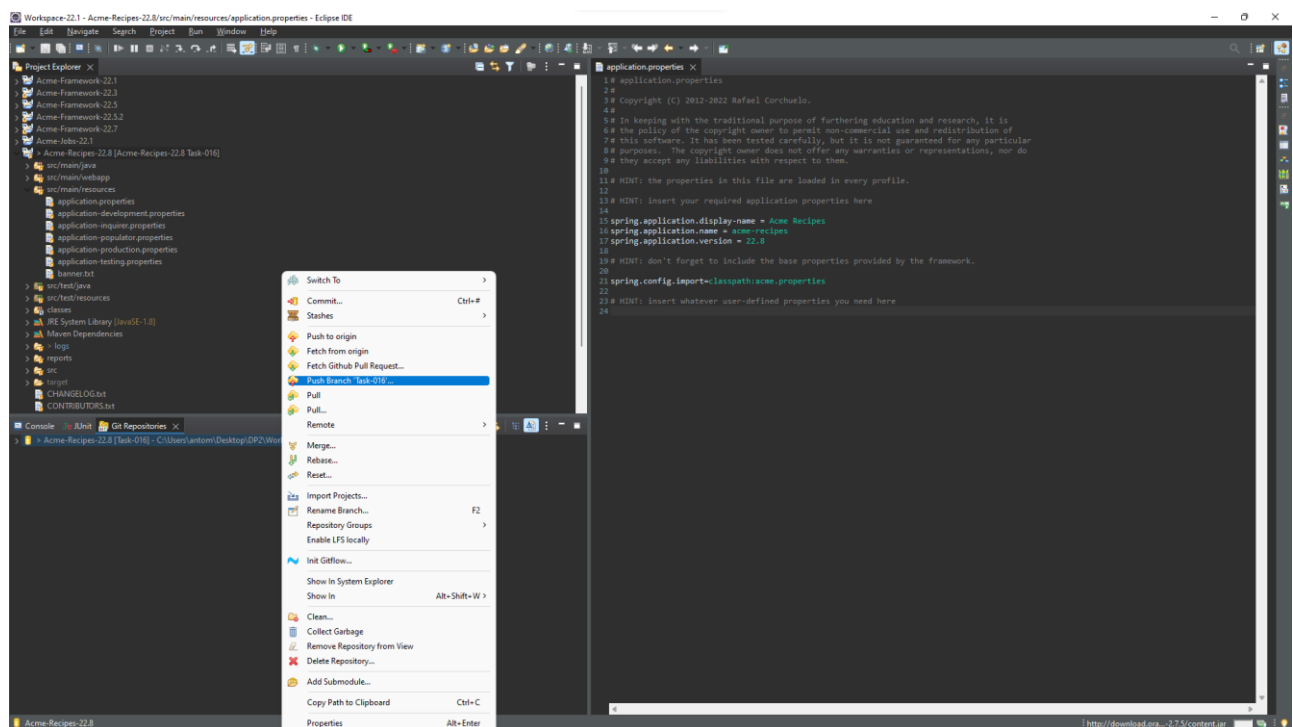 Workspace-22.1 - Acme-Recipes-22.8/src/main/resources/application.properties - Eclipse IDE
File Edit Navigate Search Project Run Window Help
Project Explorer
Acme-Framework-22.1
Acme-Framework-22.3
Acme-Framework-22.5
Acme-Framework-22.5.2
Acme-Framework-22.7
Acme-Jobs-22.1
> Acme-Recipes-22.8 [Acme-Recipes-22.8 Task-016]
src/main/java
src/main/webapp
src/main/resources
application.properties
application-development.properties
application-inquirer.properties
application-populator.properties
application-production.properties
application-testing.properties
banner.txt
src/test/java
src/test/resources
classes
JRE System Library [JavaSE-1.8]
Maven Dependencies
> logs
reports
src
target
CHANGELOG.txt
CONTRIBUTORS.txt
Console JUnit Git Repositories
> Acme-Recipes-22.8 [Task-016] - C:\Users\antom\Desktop\DP2\Wor
Switch To
Commit... Ctrl+#
Stashes
Push to origin
Fetch from origin
Fetch Github Pull Request...
Push Branch 'Task-016'...
Pull
Pull...
Remote
Merge...
Rebase...
Reset...
Import Projects...
Rename Branch... F2
Repository Groups
Enable LFS locally
Init Gitflow...
Show In System Explorer
Show In Alt+Shift+W
Clean...
Collect Garbage
Remove Repository from View
Delete Repository...
Add Submodule...
Copy Path to Clipboard Ctrl+C
Properties Alt+Enter
application.properties
1 # application.properties
2 #
3 # Copyright (C) 2012-2022 Rafael Corchuelo.
4 #
5 # In keeping with the traditional purpose of furthering education and research, it is
6 # the policy of the copyright owner to permit non-commercial use and redistribution of
7 # this software. It has been tested carefully, but it is not guaranteed for any particular
8 # purposes.  The copyright owner does not offer any warranties or representations, nor do
9 # they accept any liabilities with respect to them.
10
11 # HINT: the properties in this file are loaded in every profile.
12
13 # HINT: insert your required application properties here
14
15 spring.application.display-name = Acme Recipes
16 spring.application.name = acme-recipes
17 spring.application.version = 22.8
18
19 # HINT: don't forget to include the base properties provided by the framework.
20
21 spring.config.import=classpath:acme.properties
22
23 # HINT: insert whatever user-defined properties you need here
24
Acme-Recipes-22.8
http://download.ora...-2.7.5/content.jar